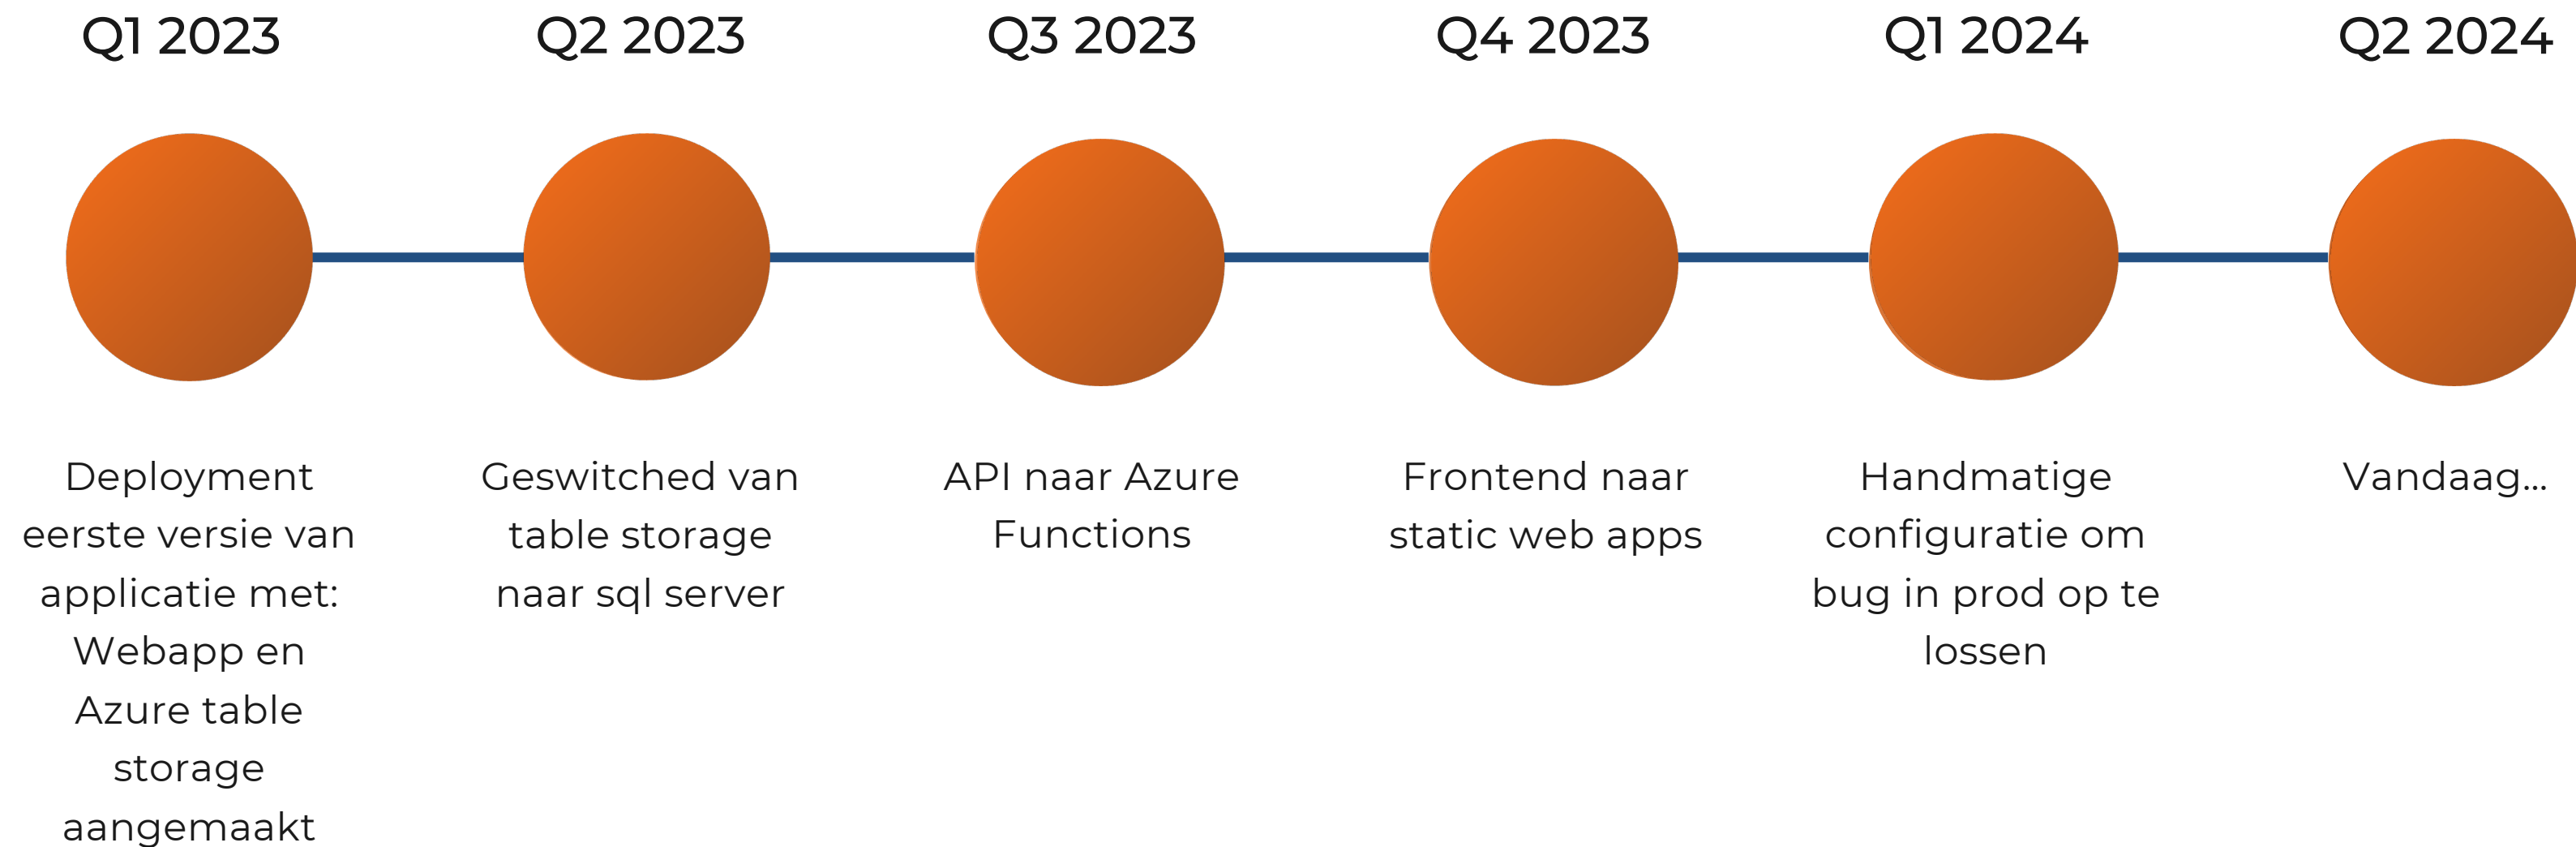 Q1 2023
Q2 2023
Q3 2023
Q4 2023
Q1 2024
Q2 2024
Deployment
eerste versie van
applicatie met:
Webapp en
Azure table
storage
aangemaakt
Geswitched van
table storage
naar sql server
API naar Azure
Functions
Frontend naar
static web apps
Handmatige
configuratie om
bug in prod op te
lossen
Vandaag...